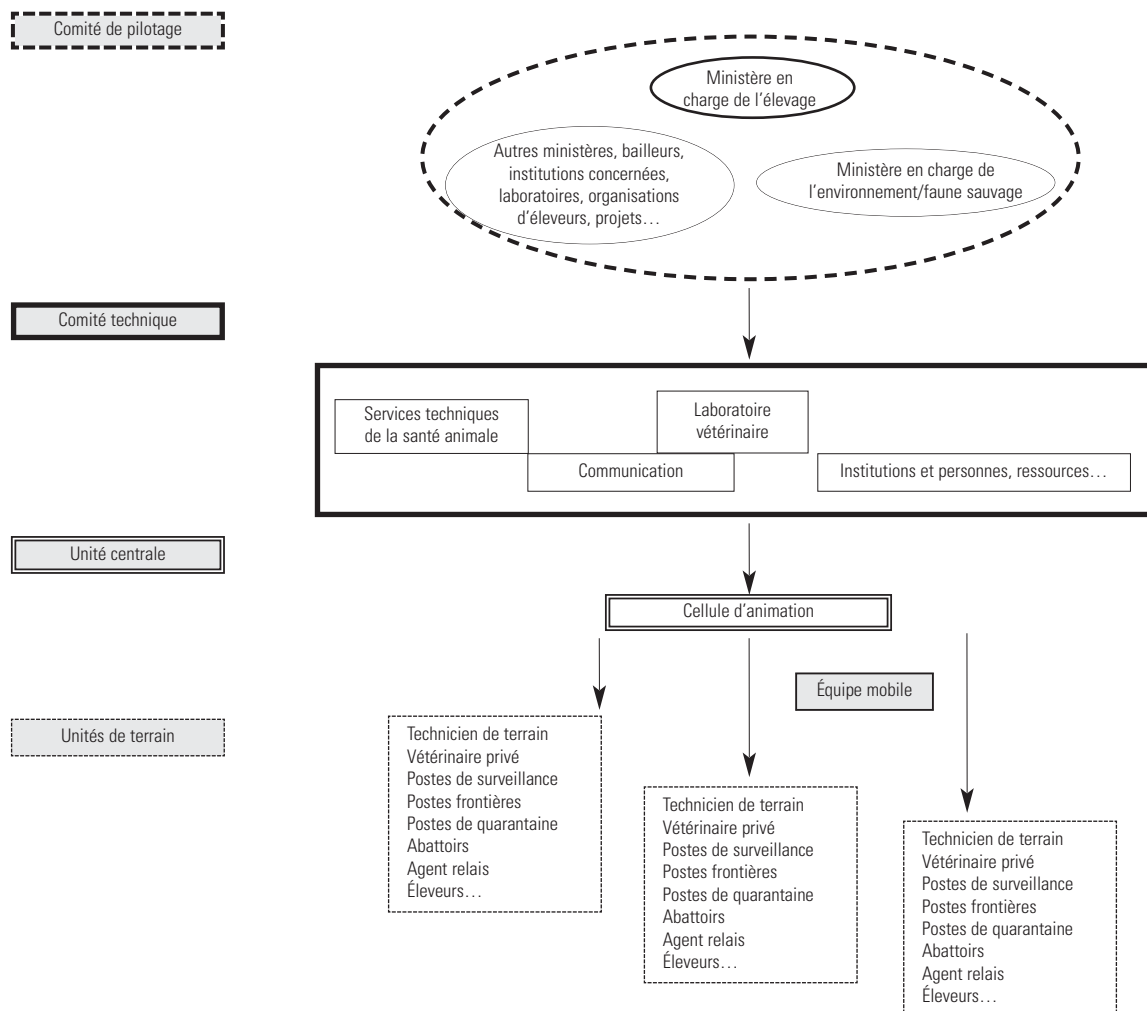 Comité de pilotage
Ministère en
charge de l’élevage
Autres ministères, bailleurs,
institutions concernées,
laboratoires, organisations
d’éleveurs, projets…
Ministère en charge de
l’environnement/faune sauvage
Comité technique
Services techniques
de la santé animale
Laboratoire
vétérinaire
Communication
Institutions et personnes, ressources…
Unité centrale
Cellule d’animation
Équipe mobile
Unités de terrain
Technicien de terrain
Vétérinaire privé
Postes de surveillance
Postes frontières
Postes de quarantaine
Abattoirs
Agent relais
Éleveurs…
Technicien de terrain
Vétérinaire privé
Postes de surveillance
Postes frontières
Postes de quarantaine
Abattoirs
Agent relais
Éleveurs…
Technicien de terrain
Vétérinaire privé
Postes de surveillance
Postes frontières
Postes de quarantaine
Abattoirs
Agent relais
Éleveurs…